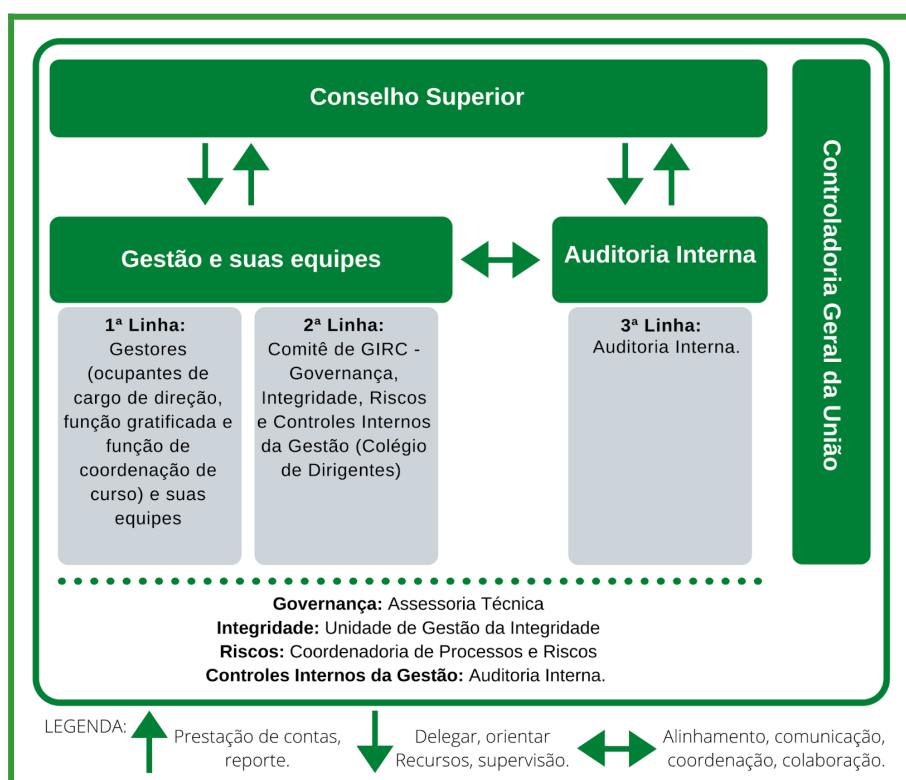 Conselho Superior
Controladoria Geral da União
Gestão e suas equipes
Auditoria Interna
1ª Linha:
Gestores
(ocupantes de
cargo de direção,
função gratificada e
função de
coordenação de
curso) e suas
equipes
2ª Linha:
Comitê de GIRC -
Governança,
Integridade, Riscos
e Controles Internos
da Gestão (Colégio
de Dirigentes)
3ª Linha:
Auditoria Interna.
Governança: Assessoria Técnica
Integridade: Unidade de Gestão da Integridade
Riscos: Coordenadoria de Processos e Riscos
Controles Internos da Gestão: Auditoria Interna.
LEGENDA:
Prestação de contas,
reporte.
Delegar, orientar
Recursos, supervisão.
Alinhamento, comunicação,
coordenação, colaboração.